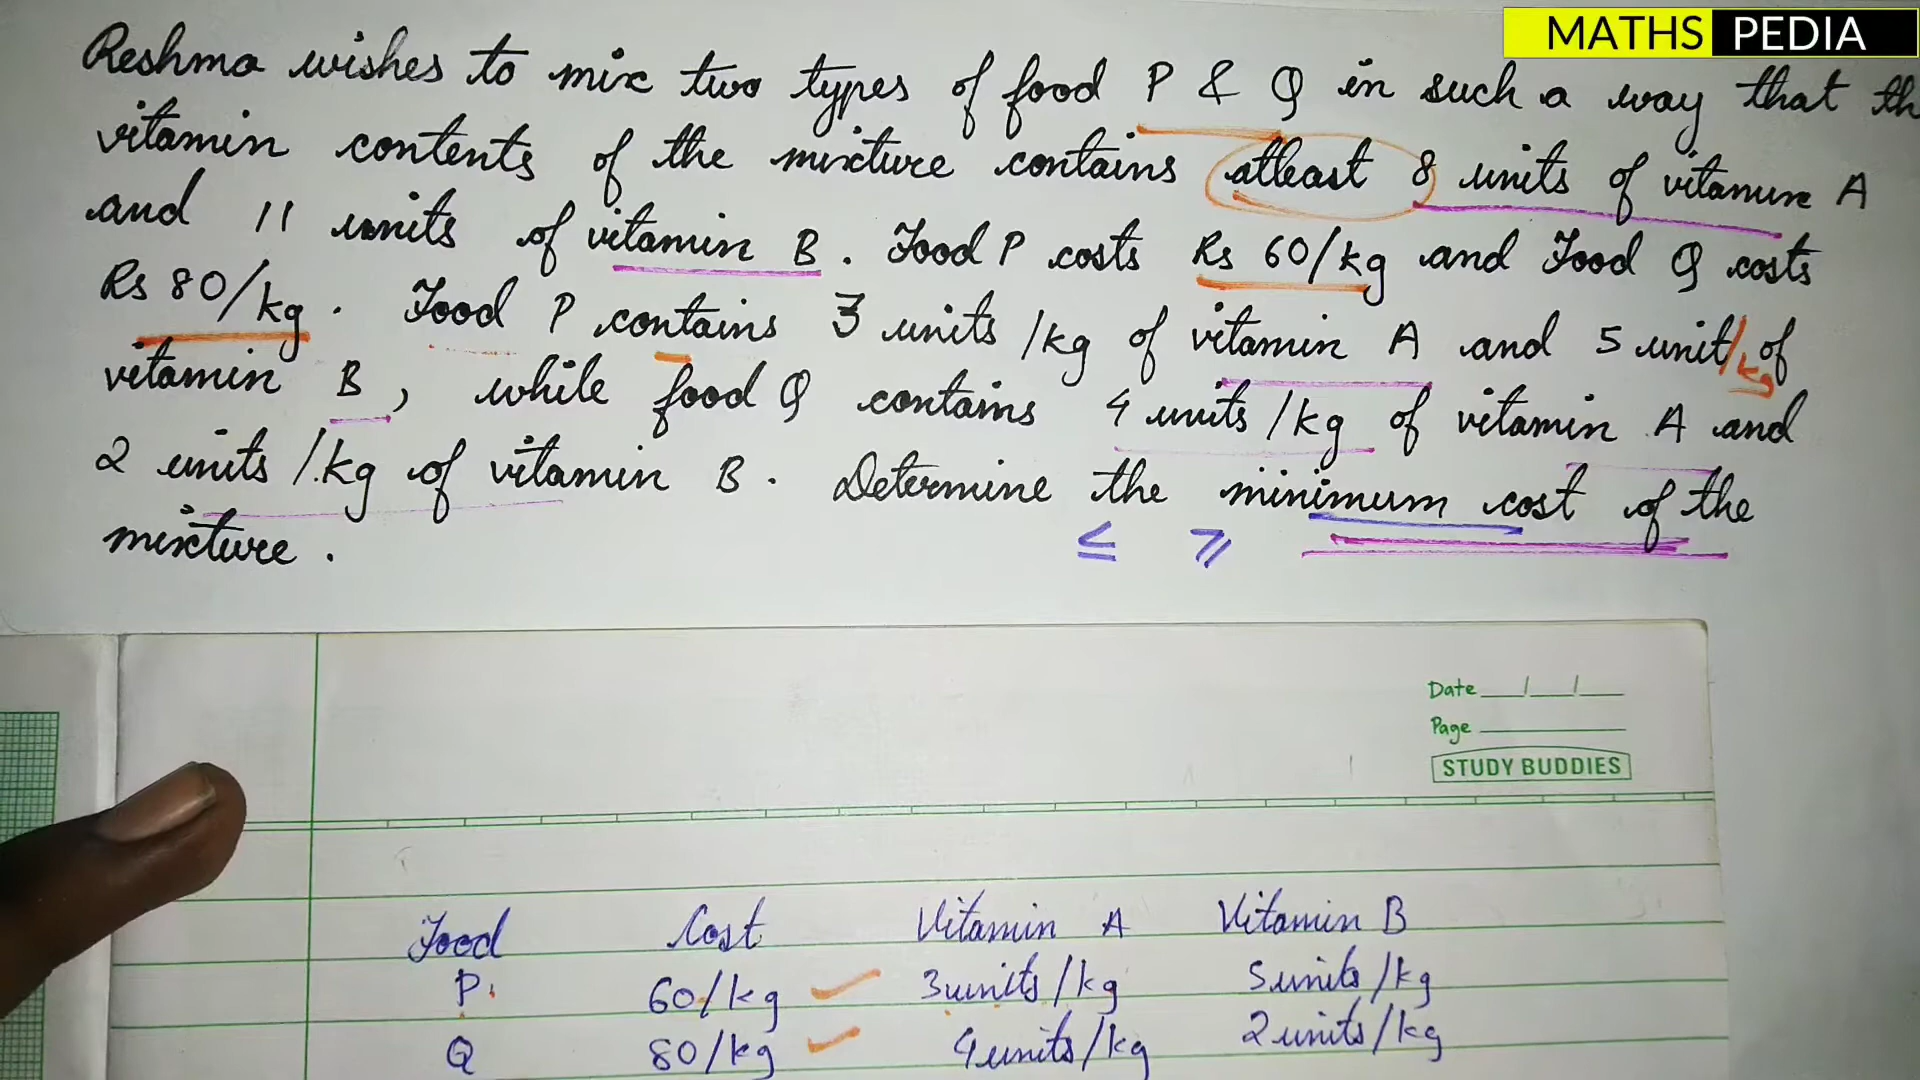 MATHS PEDIA
Reshma wishes to mix two types of food P & Q in such a way that th
vitamin contents of the mixture contains atleast 8 units of vitamin A
and 11 units of vitamin B. Food P costs Rs 60/kg and Food Q costs
Rs 80/kg. Food P contains 3 units /kg of vitamin A and 5 unit/kg of
vitamin B, while food Q contains 4 units /kg of vitamin A and
2 units /kg of vitamin B. Determine the minimum cost of the
mixture.
≤ ≥
Date __/__/__
Page ____
STUDY BUDDIES
Food Cost Vitamin A Vitamin B
P 60/kg ✓ 3units/kg 5units/kg
Q 80/kg ✓ 4units/kg 2units/kg